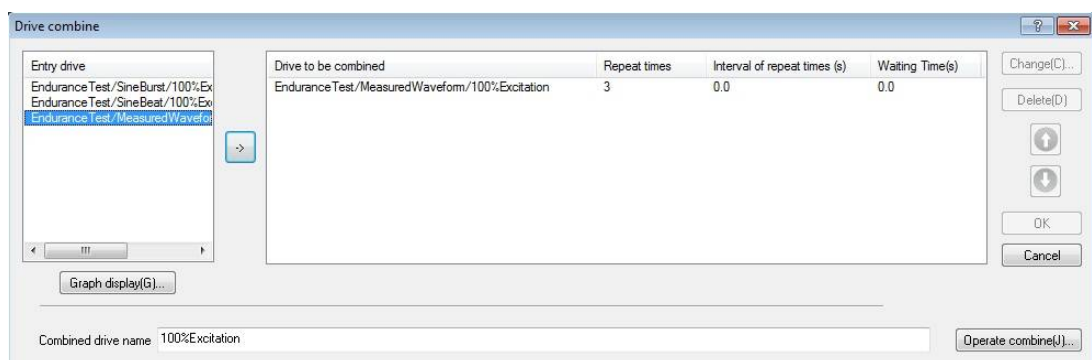 Drive combine
Entry drive
EnduranceTest/SineBurst/100%Ex
EnduranceTest/SineBeat/100%Ex
EnduranceTest/MeasuredWavefor
->
Drive to be combined Repeat times Interval of repeat times (s) Waiting Time(s)
EnduranceTest/MeasuredWaveform/100%Excitation 3 0.0 0.0
Change(C)...
Delete(D)
OK
Cancel
Graph display(G)...
Combined drive name 100%Excitation
Operate combine(J)...